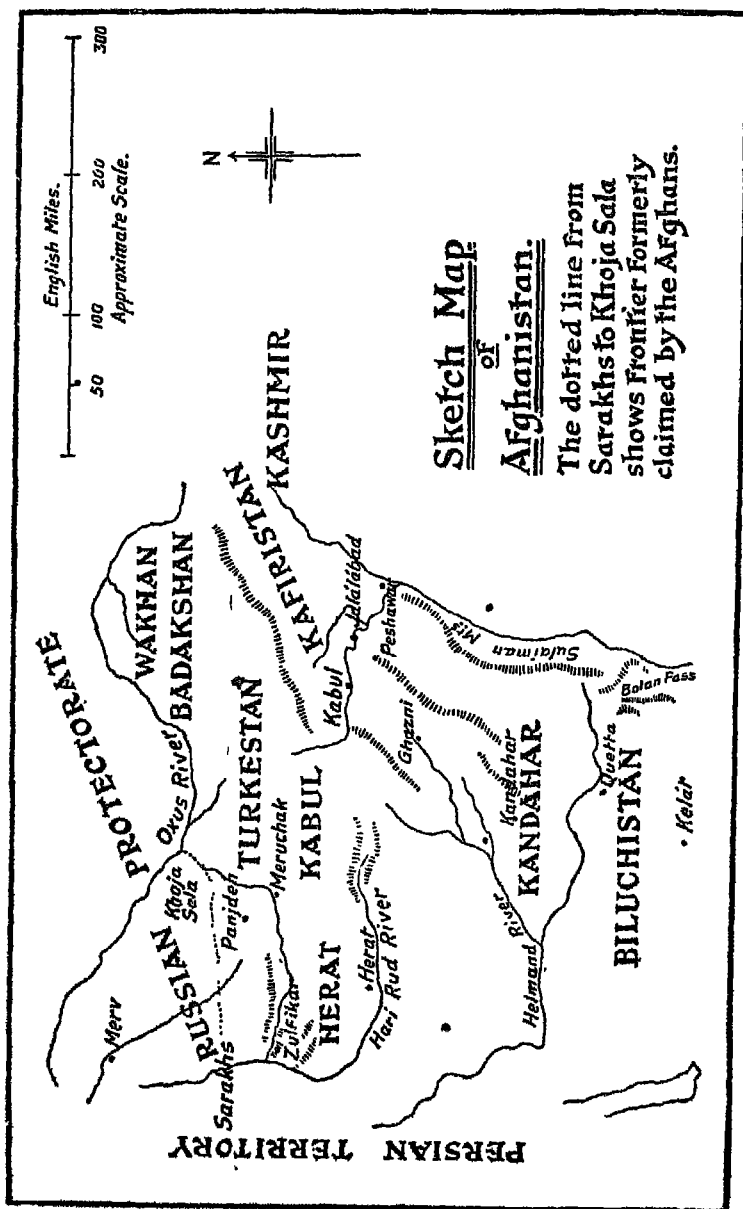 English Miles.
50 100 200 300
Approximate Scale.
N
RUSSIAN PROTECTORATE
WAKHAN
BADAKSHAN
Oxus River
Merv
Khoja
Sala
Sarakhs
Panjdeh
TURKESTAN
Meruchak
Zulfikar
KAFIRISTAN
KASHMIR
KABUL
Kabul
Jalálábad
Peshawar
HERAT
Herat
Hari Rud River
Ghazni
Sulaiman
Mts
PERSIAN TERRITORY
Kandahar
KANDAHAR
Helmand
River
Quetta
Bolan Pass
BILUCHISTAN
Kelát
Sketch Map
of
Afghanistan.
The dotted line from
Sarakhs to Khoja Sala
shows Frontier Formerly
claimed by the Afghans.